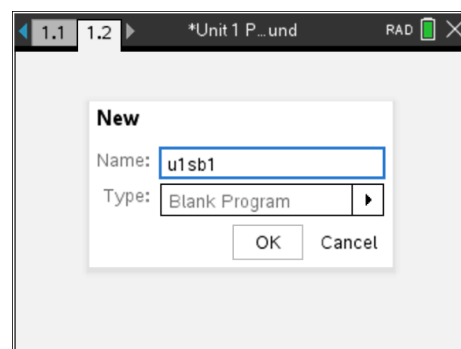 1.1 1.2 *Unit 1 P...und RAD
New
Name: u1sb1
Type: Blank Program
OK Cancel